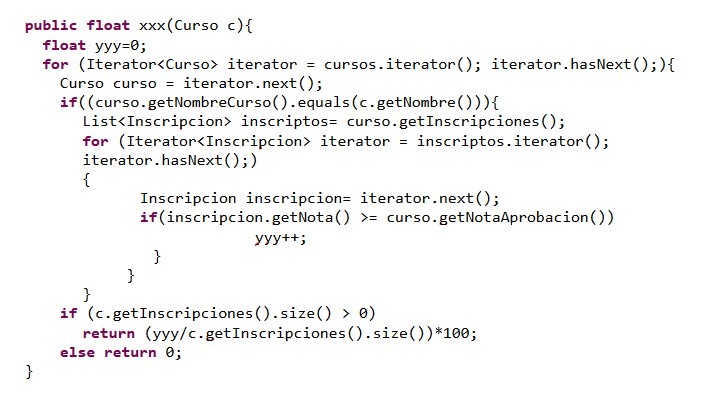 public float xxx(Curso c){
float yyy=0;
for (Iterator<Curso> iterator = cursos.iterator(); iterator.hasNext();){
Curso curso = iterator.next();
if((curso.getNombreCurso().equals(c.getNombre())){
List<Inscripcion> inscriptos= curso.getInscripciones();
for (Iterator<Inscripcion> iterator = inscriptos.iterator();
iterator.hasNext();)
{
Inscripcion inscripcion= iterator.next();
if(inscripcion.getNota() >= curso.getNotaAprobacion())
yyy++;
}
}
}
if (c.getInscripciones().size() > 0)
return (yyy/c.getInscripciones().size())*100;
else return 0;
}